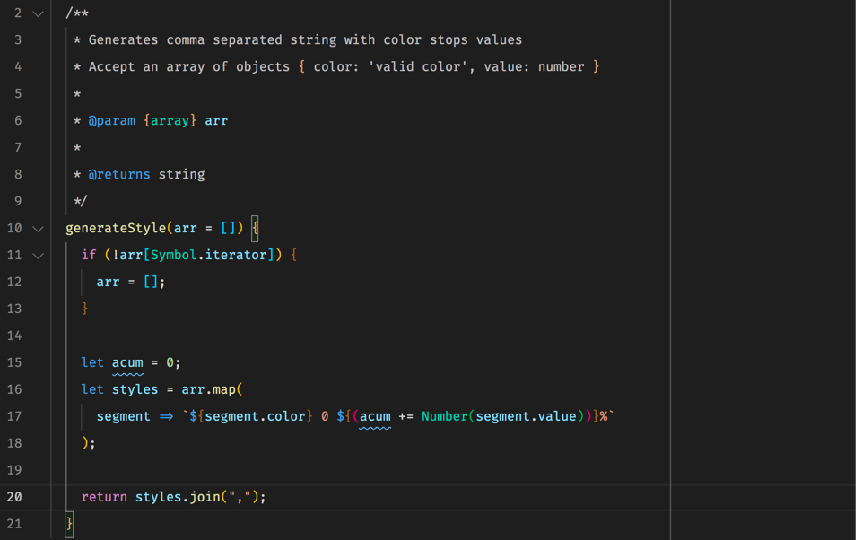 2 /**
3 * Generates comma separated string with color stops values
4 * Accept an array of objects { color: 'valid color', value: number }
5 *
6 * @param {array} arr
7 *
8 * @returns string
9 */
10 generateStyle(arr = []) {
11 if (!arr[Symbol.iterator]) {
12 arr = [];
13 }
14
15 let acum = 0;
16 let styles = arr.map(
17 segment => `${segment.color} 0 ${(acum += Number(segment.value))}%`
18 );
19
20 return styles.join(",");
21 }